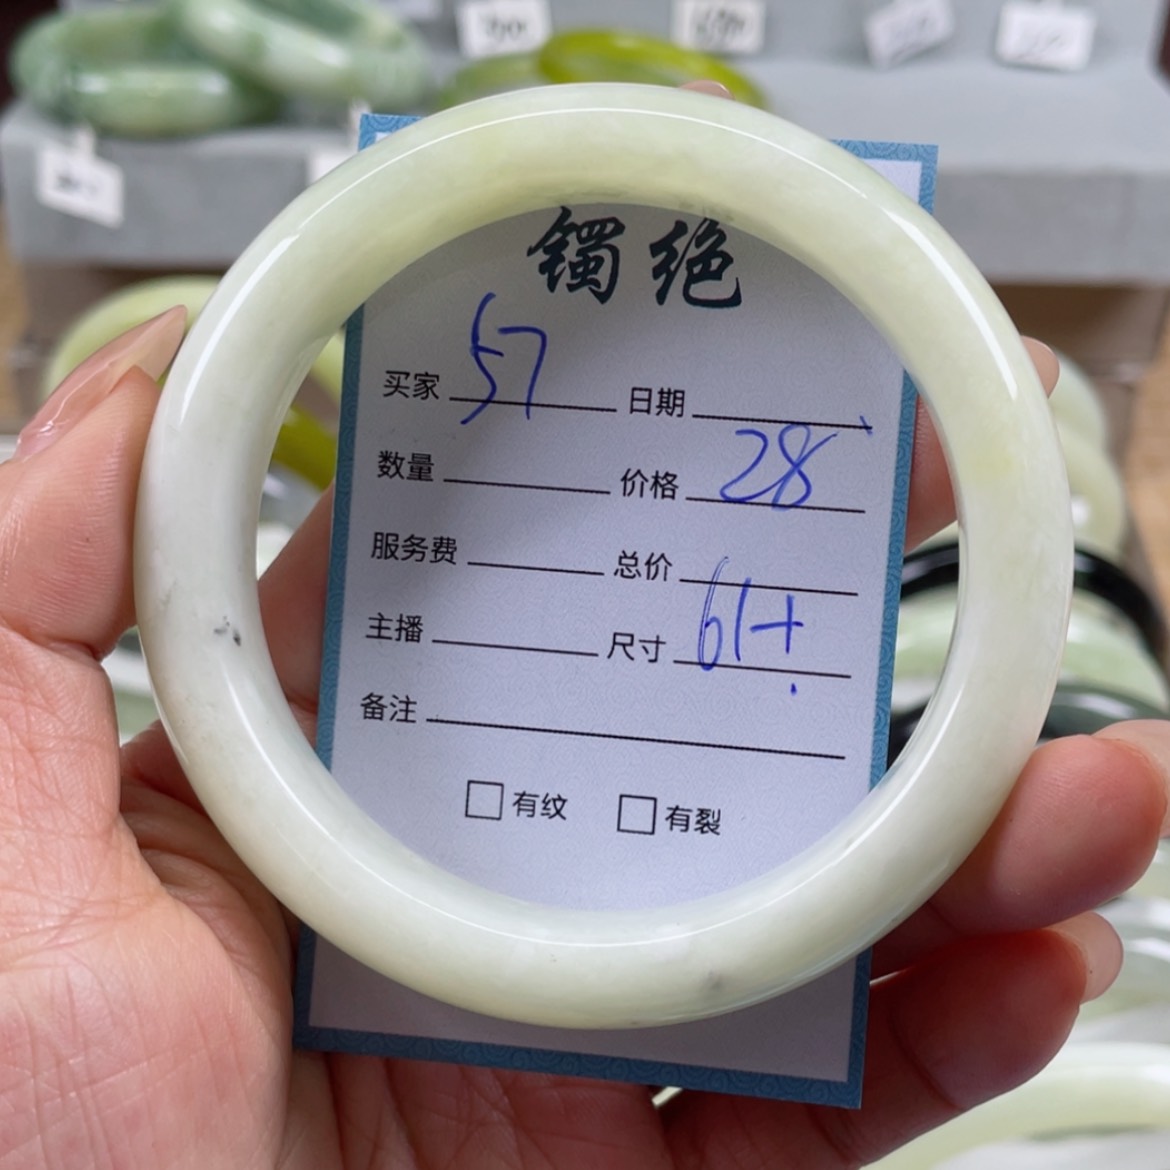 镯绝
买家 57 日期
数量 价格 28
服务费 总价
主播 尺寸 61+
备注
有纹 有裂